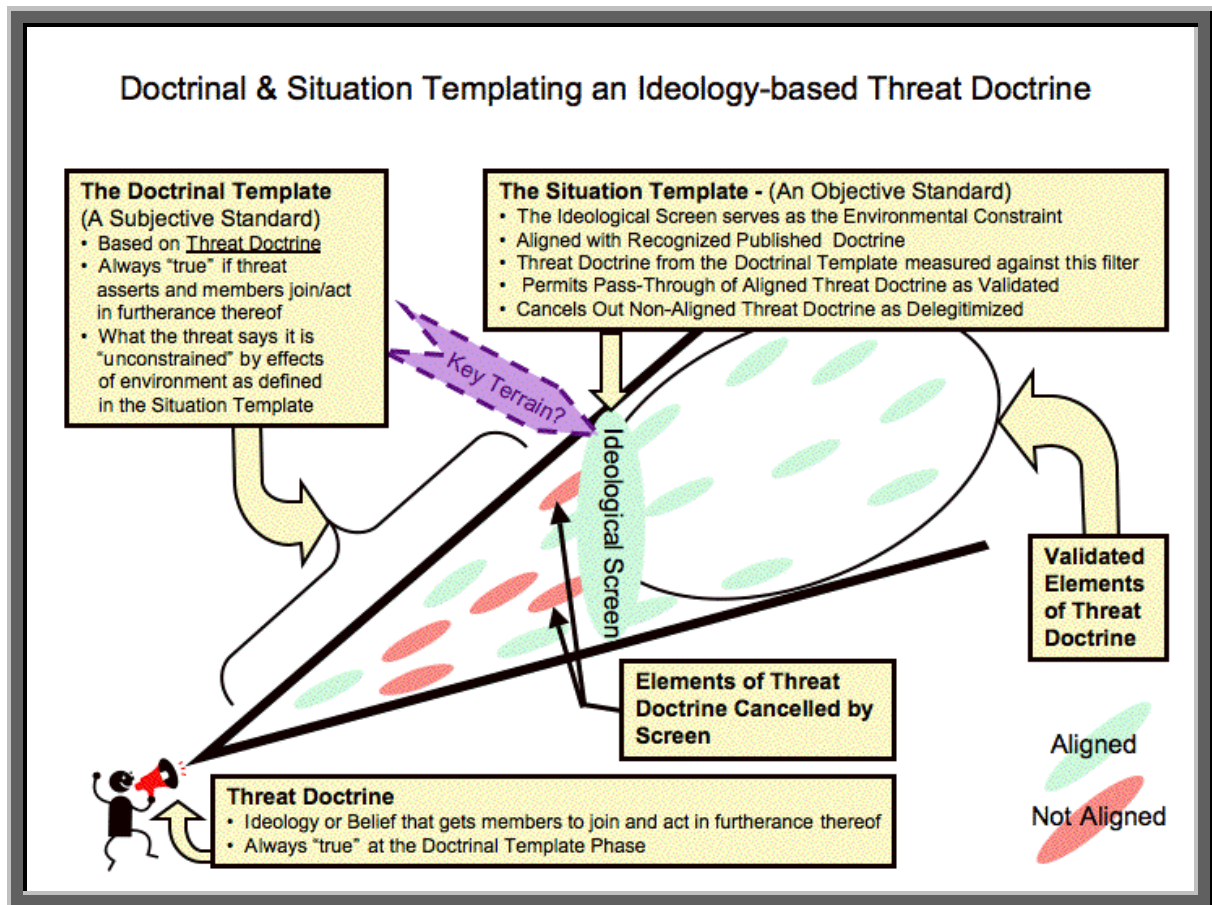 Doctrinal & Situation Templating an Ideology-based Threat Doctrine
The Doctrinal Template
(A Subjective Standard)
• Based on Threat Doctrine
• Always "true" if threat
asserts and members join/act
in furtherance thereof
• What the threat says it is
"unconstrained" by effects
of environment as defined
in the Situation Template
The Situation Template - (An Objective Standard)
• The Ideological Screen serves as the Environmental Constraint
• Aligned with Recognized Published Doctrine
• Threat Doctrine from the Doctrinal Template measured against this filter
• Permits Pass-Through of Aligned Threat Doctrine as Validated
• Cancels Out Non-Aligned Threat Doctrine as Delegitimized
Key Terrain?
Ideological Screen
Validated
Elements
of Threat
Doctrine
Elements of Threat
Doctrine Cancelled by
Screen
Aligned
Not Aligned
Threat Doctrine
• Ideology or Belief that gets members to join and act in furtherance thereof
• Always "true" at the Doctrinal Template Phase